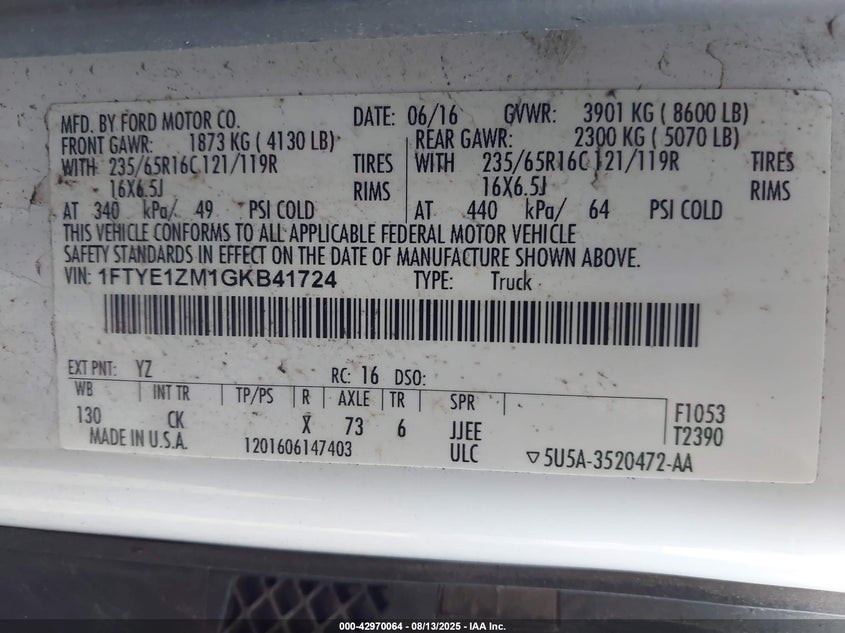 MFD. BY FORD MOTOR CO. DATE: 06/16 GVWR: 3901 KG ( 8600 LB)
FRONT GAWR: 1873 KG ( 4130 LB) REAR GAWR: 2300 KG ( 5070 LB)
WITH 235/65R16C 121/119R TIRES WITH 235/65R16C 121/119R TIRES
16X6.5J RIMS 16X6.5J RIMS
AT 340 kPa/ 49 PSI COLD AT 440 kPa/ 64 PSI COLD
THIS VEHICLE CONFORMS TO ALL APPLICABLE FEDERAL MOTOR VEHICLE
SAFETY STANDARDS IN EFFECT ON THE DATE OF MANUFACTURE SHOWN ABOVE.
VIN: 1FTYE1ZM1GKB41724 TYPE: Truck
EXT PNT: YZ RC: 16 DSO:
WB INT TR TP/PS R AXLE TR SPR
130 CK X 73 6 JJEE F1053
MADE IN U.S.A. 1201606147403 ULC T2390
▽5U5A-3520472-AA
000-42970064 - 08/13/2025 - IAA Inc.